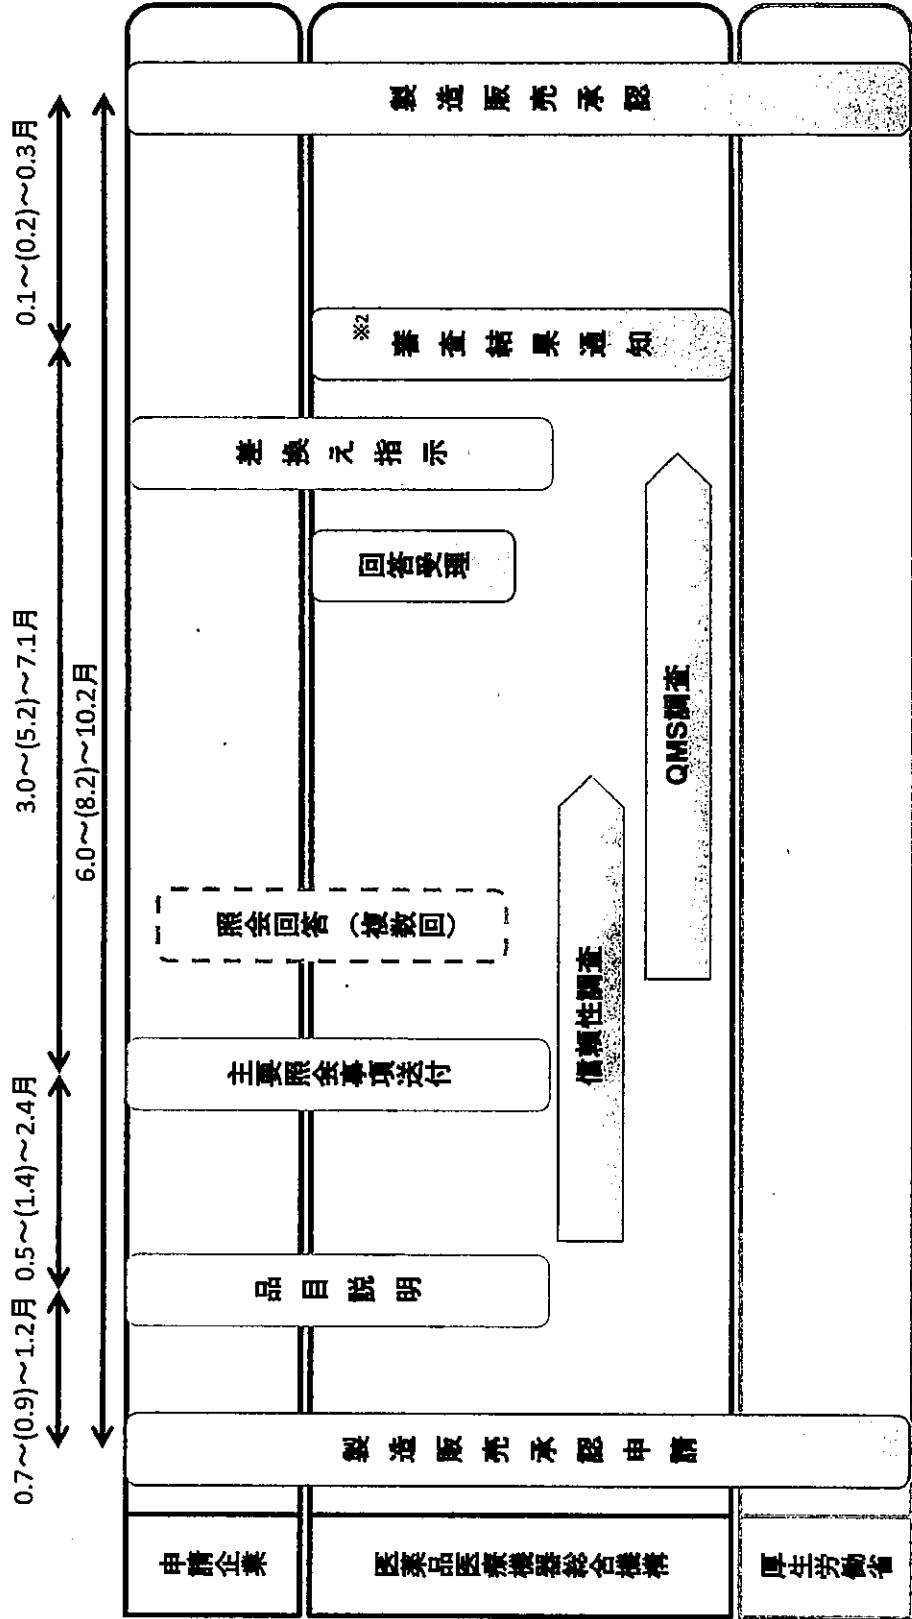 0.7～(0.9)～1.2月
0.5～(1.4)～2.4月
3.0～(5.2)～7.1月
0.1～(0.2)～0.3月
6.0～(8.2)～10.2月
申請企業
医薬品医療機器総合機構
厚生労働省
製造販売承認申請
品目説明
主要照会事項送付
照会回答（複数回）
回答受理
差換え指示
※2
審査結果通知
製造販売承認
信頼性調査
QMS調査